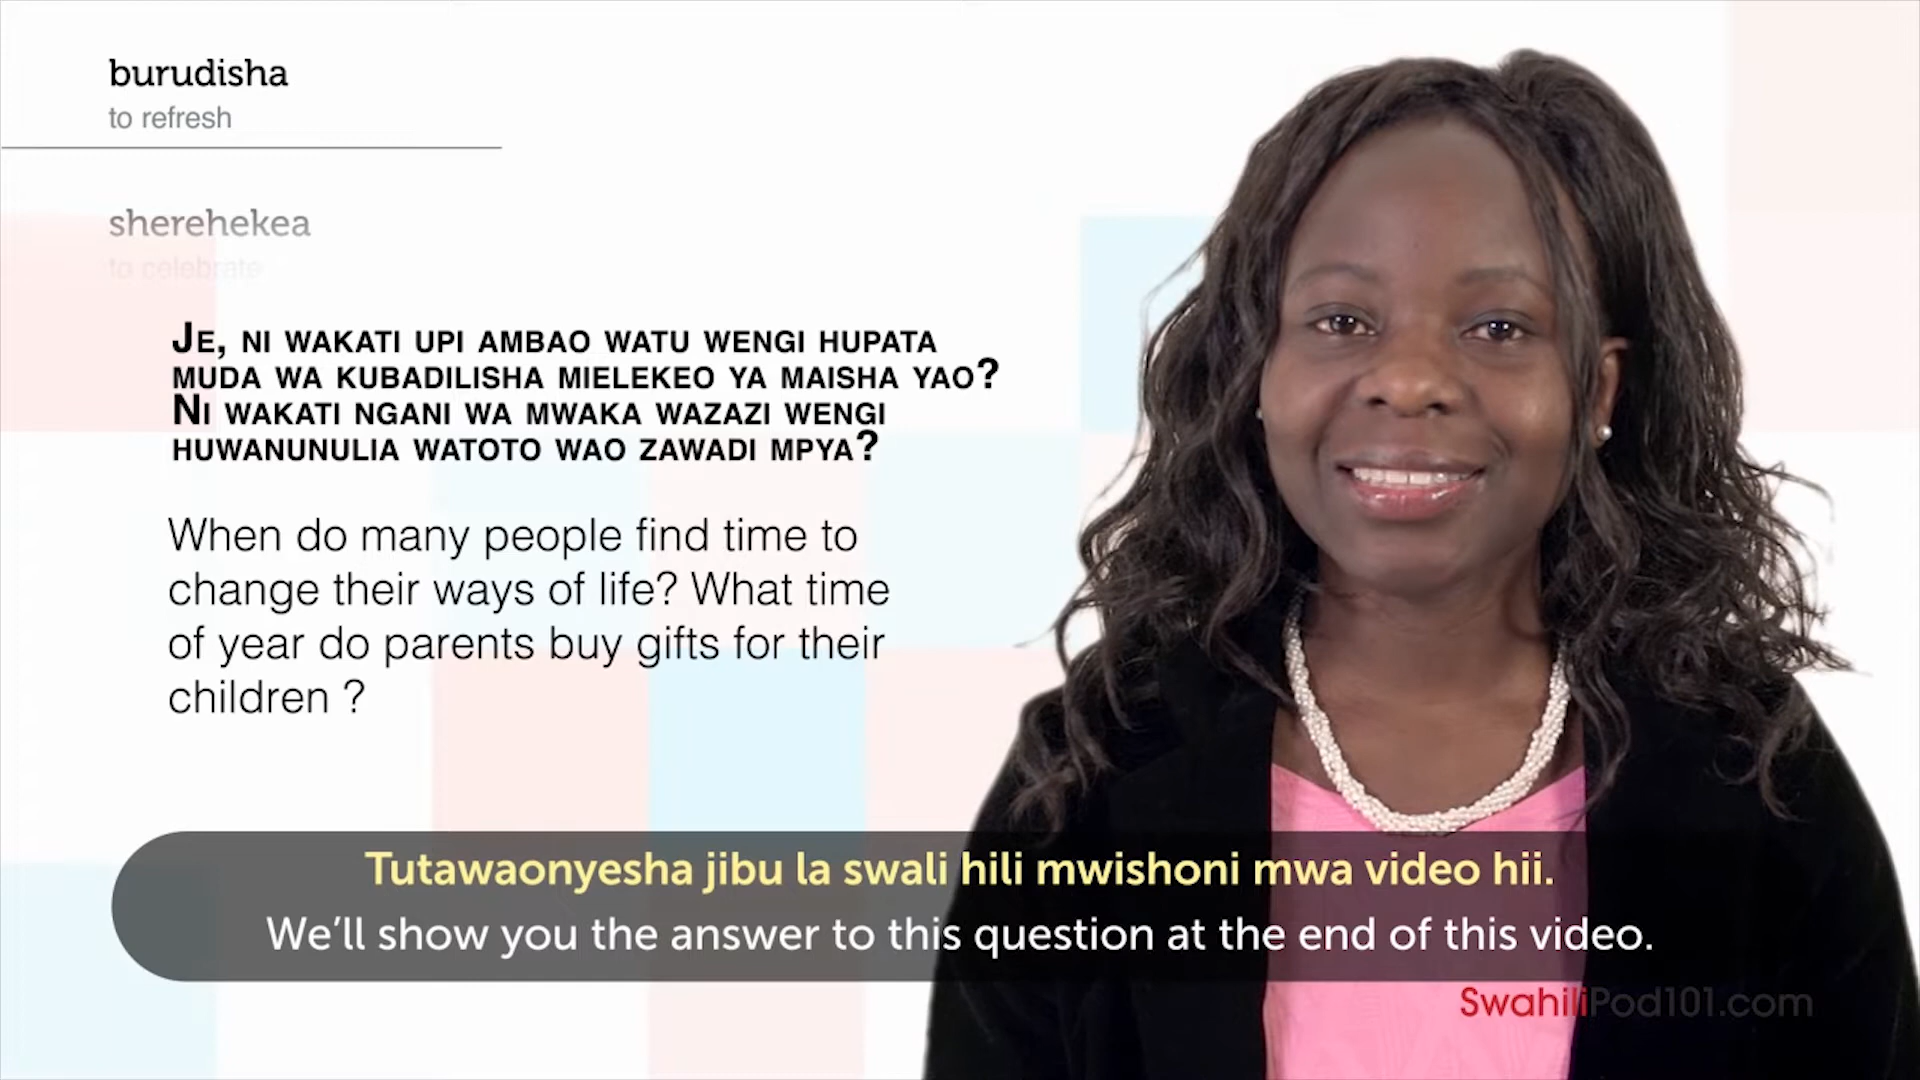 burudisha
to refresh
sherehekea
to celebrate
JE, NI WAKATI UPI AMBAO WATU WENGI HUPATA
MUDA WA KUBADILISHA MIELEKEO YA MAISHA YAO?
NI WAKATI NGANI WA MWAKA WAZAZI WENGI
HUWANUNULIA WATOTO WAO ZAWADI MPYA?
When do many people find time to
change their ways of life? What time
of year do parents buy gifts for their
children ?
Tutawaonyesha jibu la swali hili mwishoni mwa video hii.
We'll show you the answer to this question at the end of this video.
SwahiliPod101.com